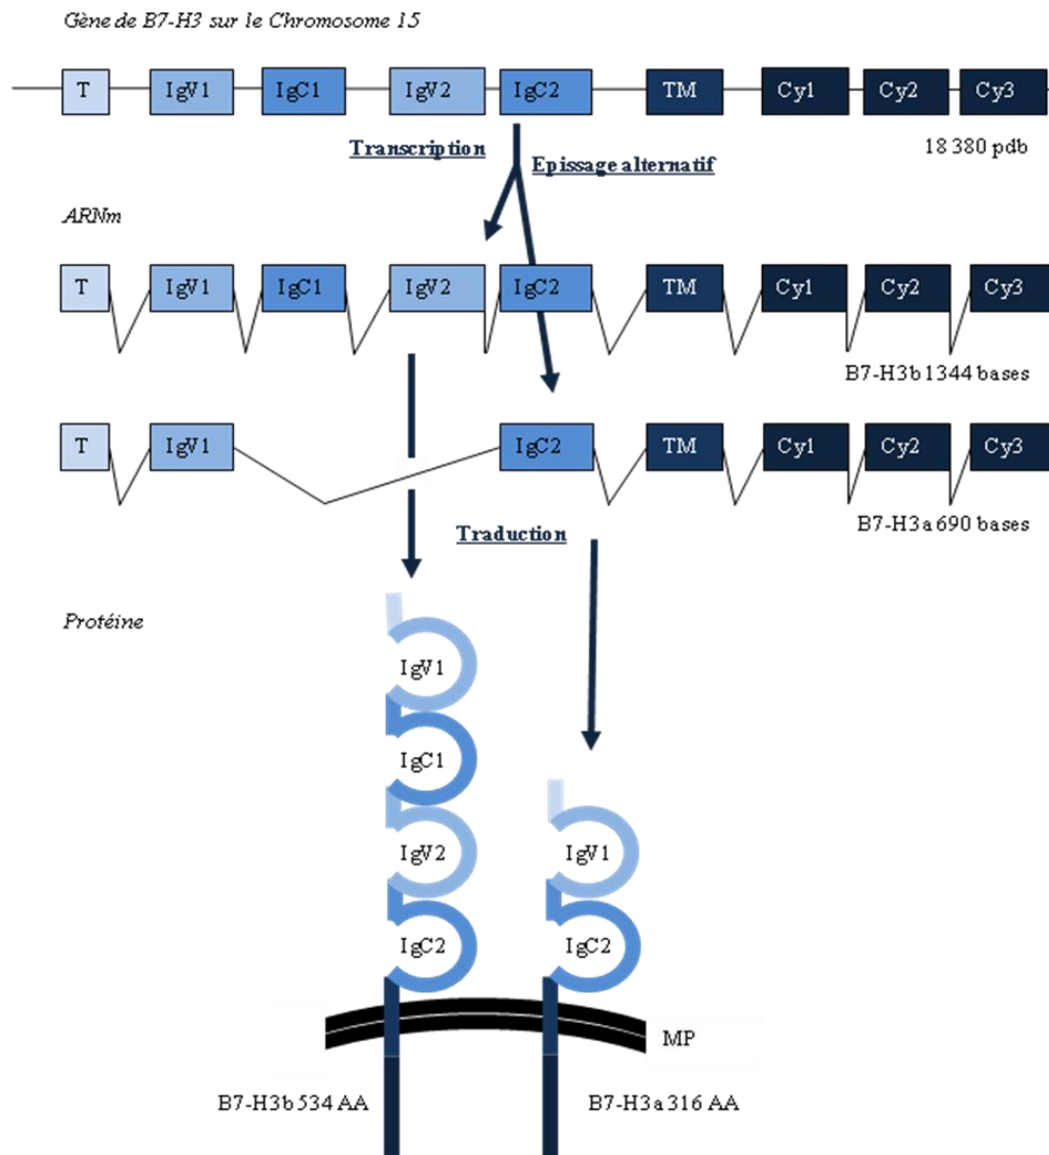 Gène de B7-H3 sur le Chromosome 15
T IgV1 IgC1 IgV2 IgC2 TM Cy1 Cy2 Cy3
18 380 pdb
Transcription
Epissage alternatif
ARNm
T IgV1 IgC1 IgV2 IgC2 TM Cy1 Cy2 Cy3
B7-H3b 1344 bases
T IgV1 IgC2 TM Cy1 Cy2 Cy3
B7-H3a 690 bases
Traduction
Protéine
IgV1
IgC1
IgV2 IgV1
IgC2 IgC2
MP
B7-H3b 534 AA B7-H3a 316 AA